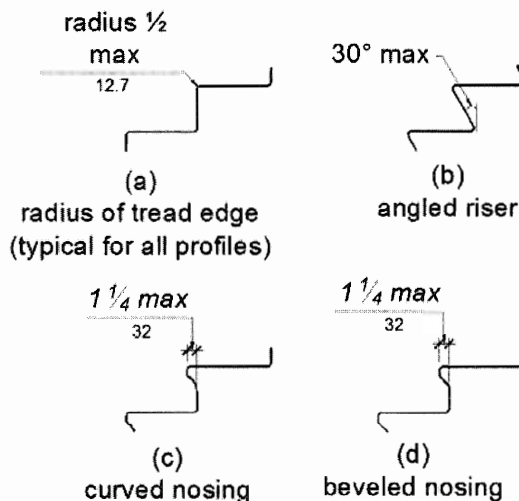 radius ½
max
12.7
(a)
radius of tread edge
(typical for all profiles)
30° max
(b)
angled riser
1 ¼ max
32
(c)
curved nosing
1 ¼ max
32
(d)
beveled nosing